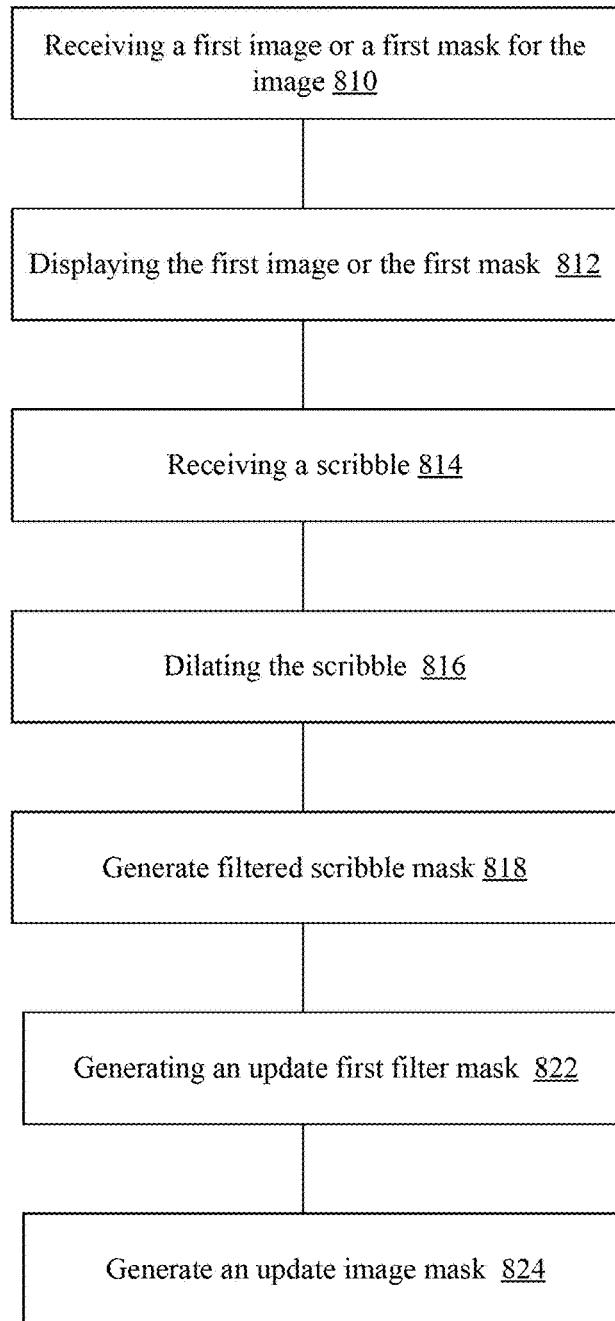 Receiving a first image or a first mask for the
image 810
Displaying the first image or the first mask 812
Receiving a scribble 814
Dilating the scribble 816
Generate filtered scribble mask 818
Generating an update first filter mask 822
Generate an update image mask 824